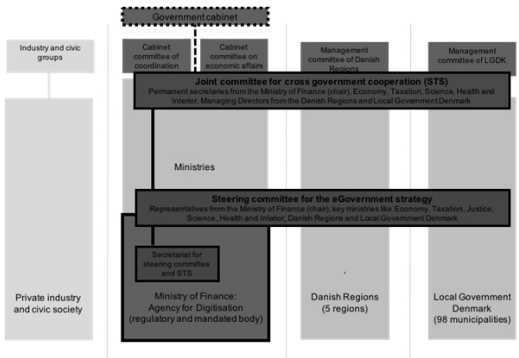 Government cabinet
Industry and civic
groups
Cabinet
committee of
coordination
Cabinet
committee on
economic affairs
Management
committee of Danish
Regions
Management
committee of LGDK
Joint committee for cross government cooperation (STS)
Permanent secretaries from the Ministry of Finance (chair), Economy, Taxation, Science, Health and
Interior, Managing Directors from the Danish Regions and Local Government Denmark
Ministries
Steering committee for the eGovernment strategy
Representatives from the Ministry of Finance (chair), key ministries like Economy, Taxation, Justice,
Science, Health and Interior, Danish Regions and Local Government Denmark
Secretariat for
steering committee
and STS
Private industry
and civic society
Ministry of Finance:
Agency for Digitisation
(regulatory and mandated body)
Danish Regions
(5 regions)
Local Government
Denmark
(98 municipalities)